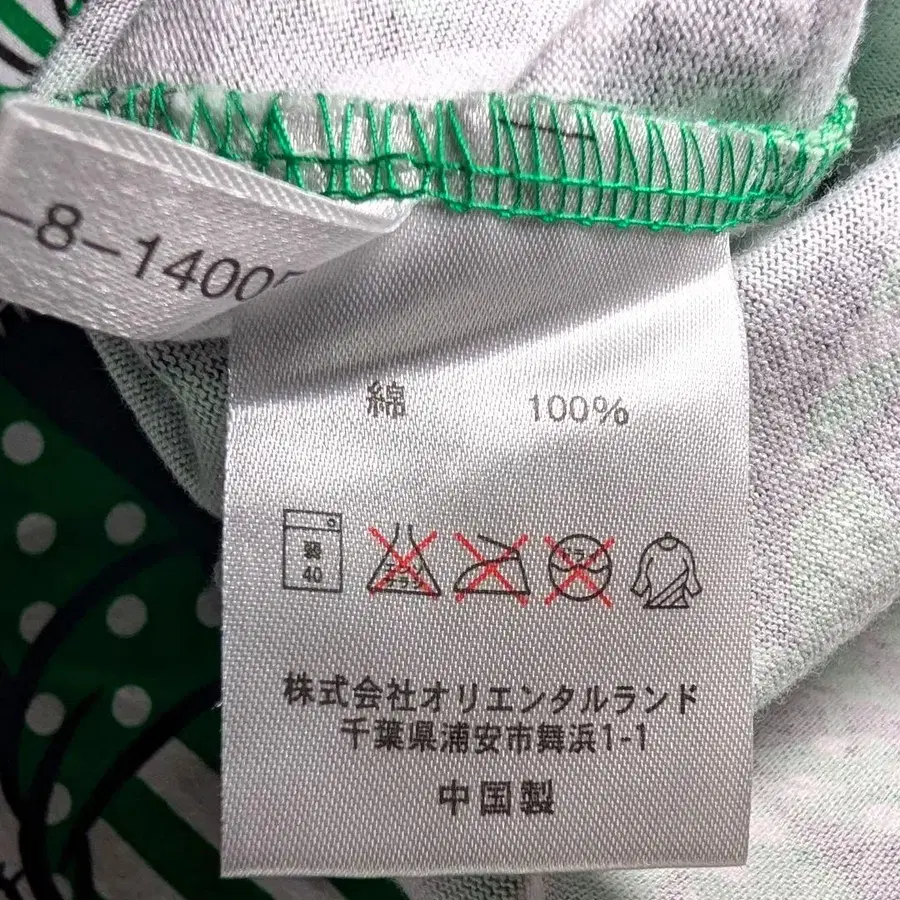 -8-1400
綿 100%
弱
40
株式会社オリエンタルランド
千葉県浦安市舞浜1-1
中国製